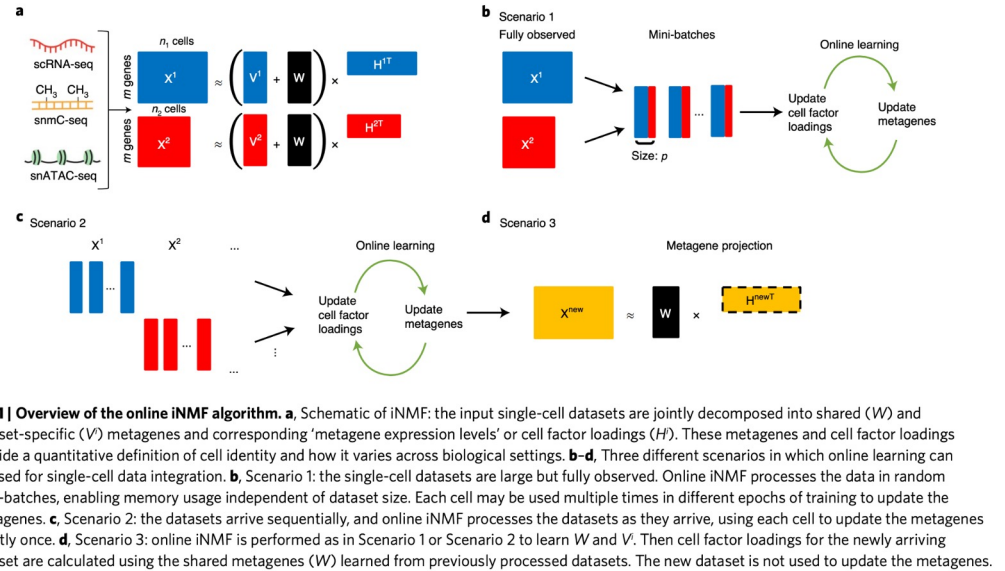 a
scRNA-seq
CH3 CH3
snmC-seq
snATAC-seq
n1 cells
m genes
X1 ≈ ( V1 + W ) × H1T
n2 cells
m genes
X2 ≈ ( V2 + W ) × H2T
b
Scenario 1
Fully observed
Mini-batches
X1
X2
...
Size: p
Online learning
Update
cell factor
loadings
Update
metagenes
c Scenario 2
X1 X2 ...
...
...
...
⋮
Online learning
Update
cell factor
loadings
Update
metagenes
d Scenario 3
Metagene projection
Xnew ≈ W × HnewT
1 | Overview of the online iNMF algorithm. a, Schematic of iNMF: the input single-cell datasets are jointly decomposed into shared (W) and
set-specific (Vi) metagenes and corresponding ‘metagene expression levels’ or cell factor loadings (Hi). These metagenes and cell factor loadings
ide a quantitative definition of cell identity and how it varies across biological settings. b–d, Three different scenarios in which online learning can
sed for single-cell data integration. b, Scenario 1: the single-cell datasets are large but fully observed. Online iNMF processes the data in random
-batches, enabling memory usage independent of dataset size. Each cell may be used multiple times in different epochs of training to update the
agenes. c, Scenario 2: the datasets arrive sequentially, and online iNMF processes the datasets as they arrive, using each cell to update the metagenes
tly once. d, Scenario 3: online iNMF is performed as in Scenario 1 or Scenario 2 to learn W and Vi. Then cell factor loadings for the newly arriving
set are calculated using the shared metagenes (W) learned from previously processed datasets. The new dataset is not used to update the metagenes.